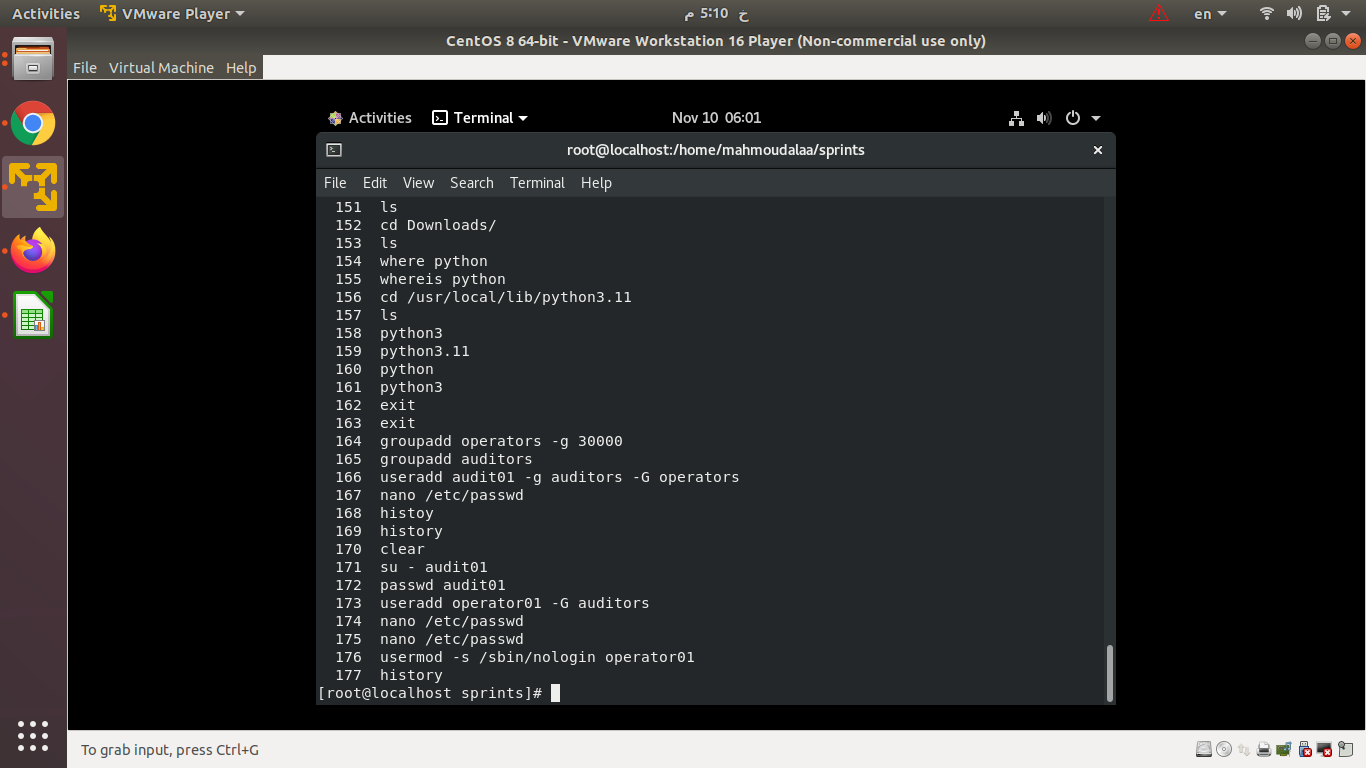 Activities VMware Player خ 5:10 م en
CentOS 8 64-bit - VMware Workstation 16 Player (Non-commercial use only)
File Virtual Machine Help
Activities Terminal Nov 10 06:01
root@localhost:/home/mahmoudalaa/sprints
File Edit View Search Terminal Help
151 ls
152 cd Downloads/
153 ls
154 where python
155 whereis python
156 cd /usr/local/lib/python3.11
157 ls
158 python3
159 python3.11
160 python
161 python3
162 exit
163 exit
164 groupadd operators -g 30000
165 groupadd auditors
166 useradd audit01 -g auditors -G operators
167 nano /etc/passwd
168 histoy
169 history
170 clear
171 su - audit01
172 passwd audit01
173 useradd operator01 -G auditors
174 nano /etc/passwd
175 nano /etc/passwd
176 usermod -s /sbin/nologin operator01
177 history
[root@localhost sprints]#
To grab input, press Ctrl+G